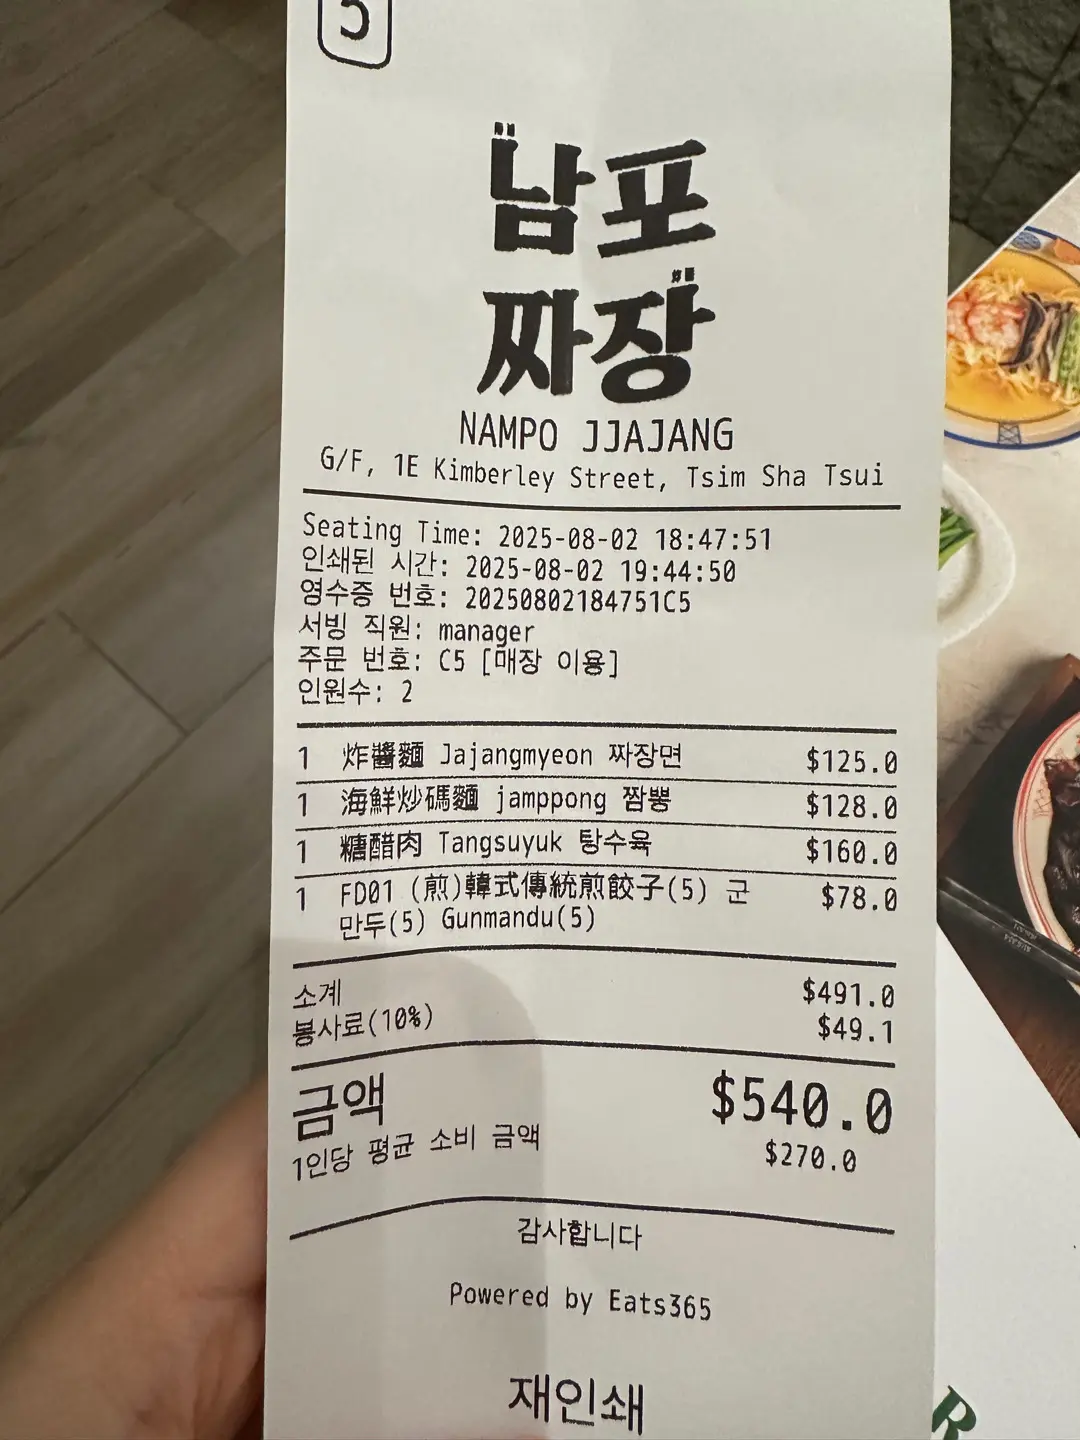 5
남포
짜장
NAMPO JJAJANG
G/F, 1E Kimberley Street, Tsim Sha Tsui
Seating Time: 2025-08-02 18:47:51
인쇄된 시간: 2025-08-02 19:44:50
영수증 번호: 20250802184751C5
서빙 직원: manager
주문 번호: C5 [매장 이용]
인원수: 2
1 炸醬麵 Jajangmyeon 짜장면 $125.0
1 海鮮炒碼麵 jamppong 짬뽕 $128.0
1 糖醋肉 Tangsuyuk 탕수육 $160.0
1 FD01 (煎)韓式傳統煎餃子(5) 군 $78.0
만두(5) Gunmandu(5)
소계 $491.0
봉사료(10%) $49.1
금액 $540.0
1인당 평균 소비 금액 $270.0
감사합니다
Powered by Eats365
재인쇄
R